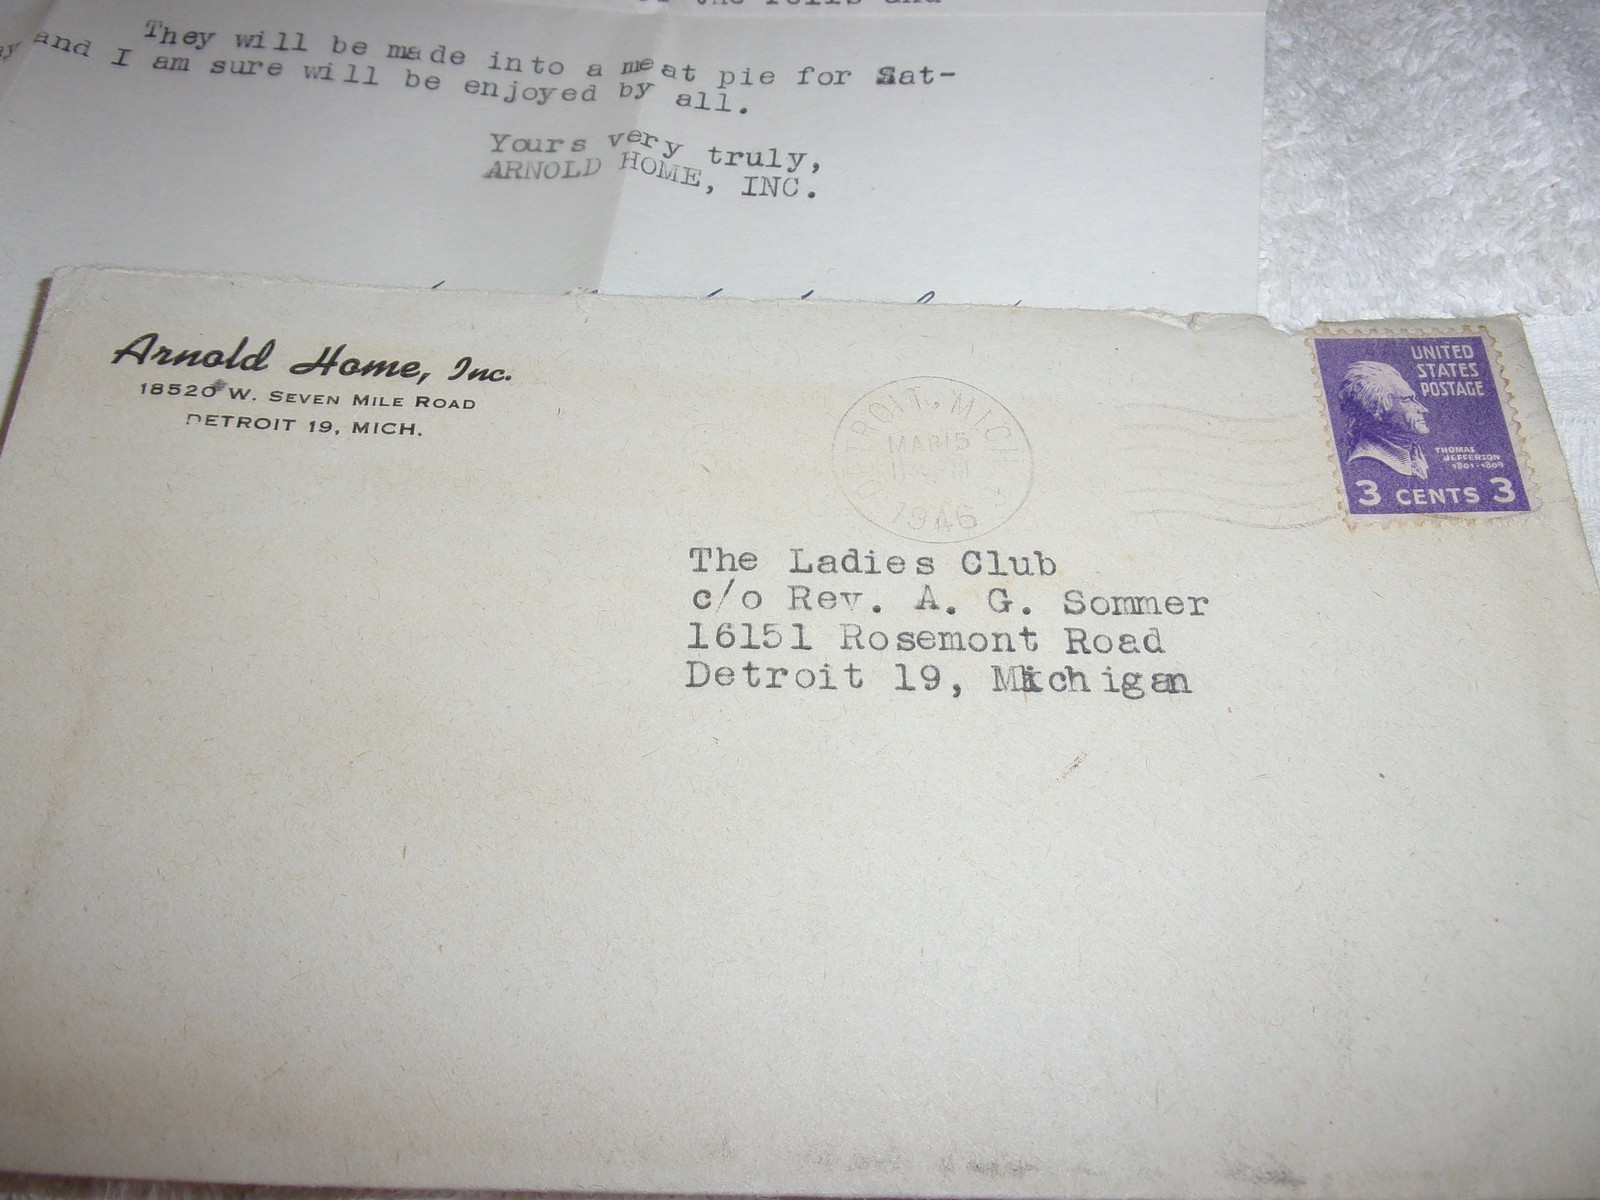 the rolls and
They will be made into a meat pie for Sat-
and I am sure will be enjoyed by all.
Yours very truly,
ARNOLD HOME, INC.
Arnold Home, Inc.
18520 W. SEVEN MILE ROAD
DETROIT 19, MICH.
DETROIT, MICH
MAR 15
1946
UNITED
STATES
POSTAGE
THOMAS
JEFFERSON
1801-1809
3 CENTS 3
The Ladies Club
c/o Rev. A. G. Sommer
16151 Rosemont Road
Detroit 19, Michigan